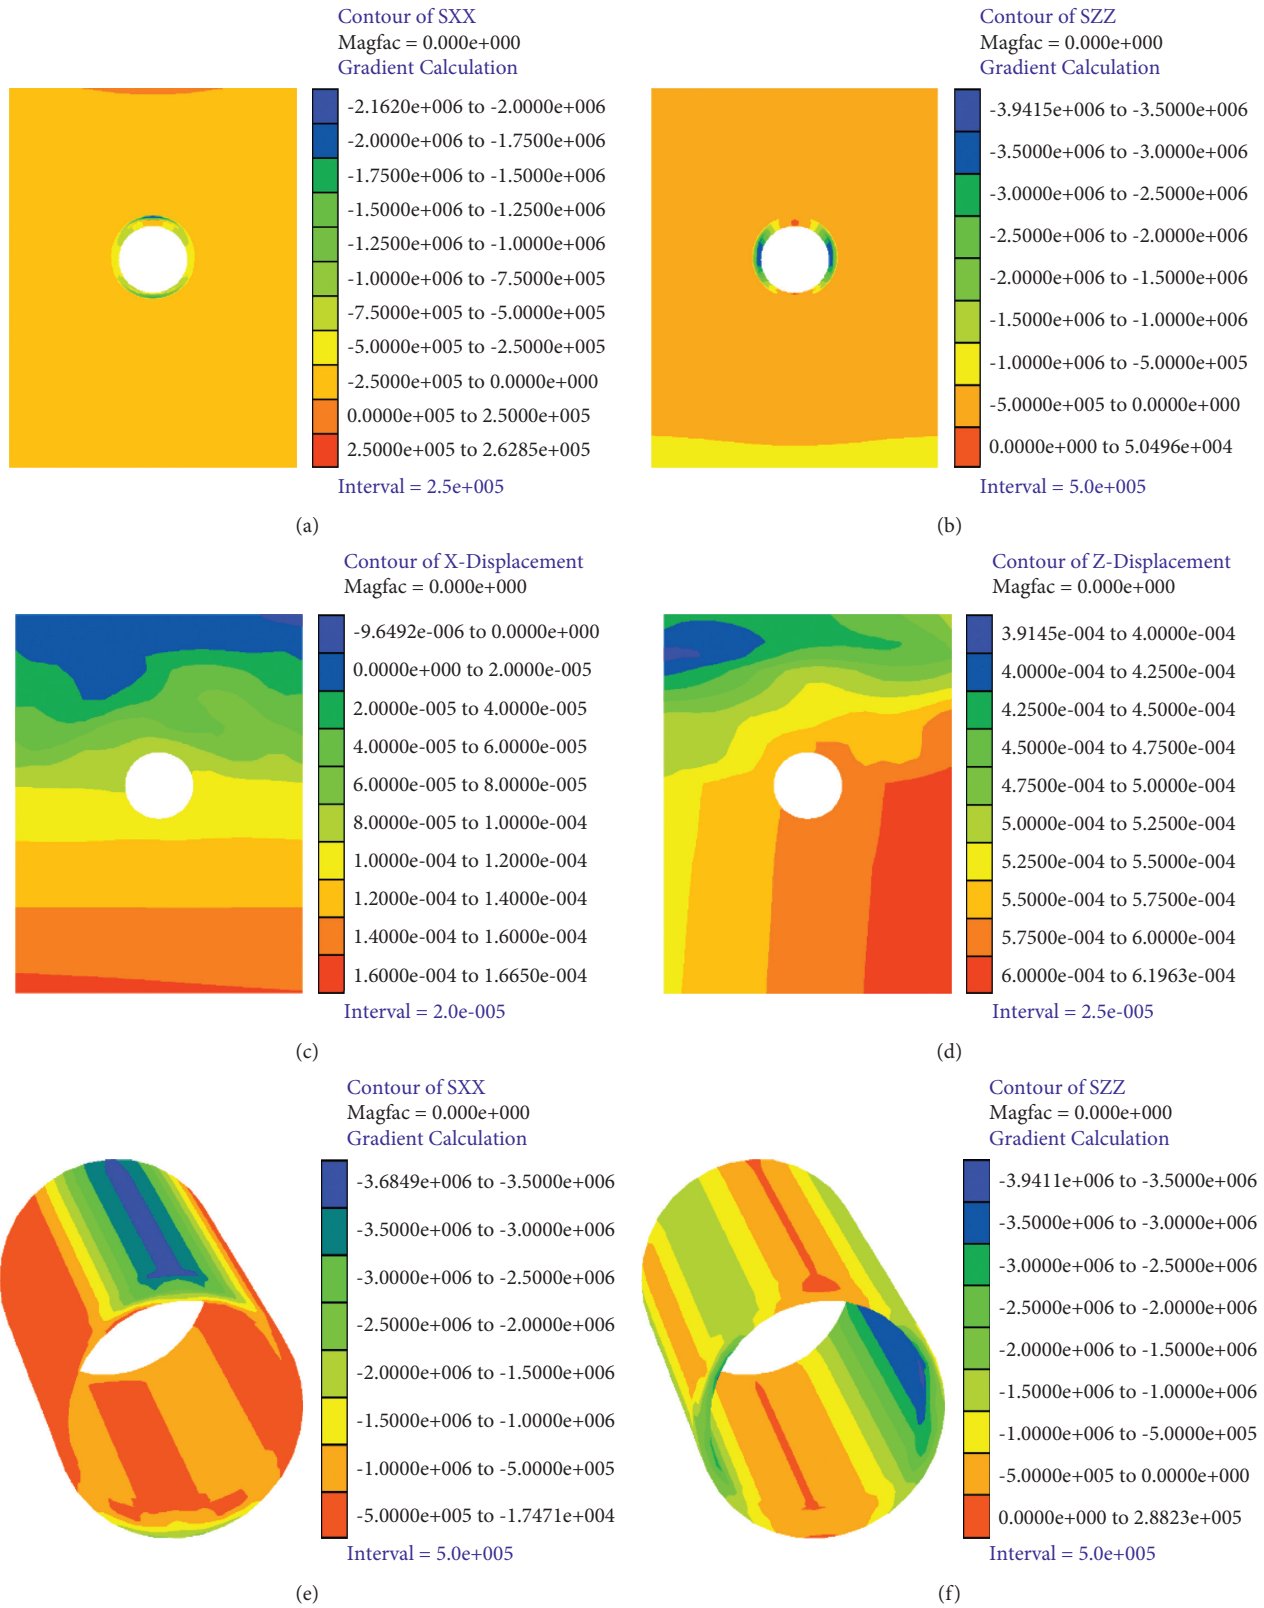 Contour of SXX
Magfac = 0.000e+000
Gradient Calculation
-2.1620e+006 to -2.0000e+006
-2.0000e+006 to -1.7500e+006
-1.7500e+006 to -1.5000e+006
-1.5000e+006 to -1.2500e+006
-1.2500e+006 to -1.0000e+006
-1.0000e+006 to -7.5000e+005
-7.5000e+005 to -5.0000e+005
-5.0000e+005 to -2.5000e+005
-2.5000e+005 to 0.0000e+000
0.0000e+005 to 2.5000e+005
2.5000e+005 to 2.6285e+005
Interval = 2.5e+005
(a)
Contour of SZZ
Magfac = 0.000e+000
Gradient Calculation
-3.9415e+006 to -3.5000e+006
-3.5000e+006 to -3.0000e+006
-3.0000e+006 to -2.5000e+006
-2.5000e+006 to -2.0000e+006
-2.0000e+006 to -1.5000e+006
-1.5000e+006 to -1.0000e+006
-1.0000e+006 to -5.0000e+005
-5.0000e+005 to 0.0000e+000
0.0000e+000 to 5.0496e+004
Interval = 5.0e+005
(b)
Contour of X-Displacement
Magfac = 0.000e+000
-9.6492e-006 to 0.0000e+000
0.0000e+000 to 2.0000e-005
2.0000e-005 to 4.0000e-005
4.0000e-005 to 6.0000e-005
6.0000e-005 to 8.0000e-005
8.0000e-005 to 1.0000e-004
1.0000e-004 to 1.2000e-004
1.2000e-004 to 1.4000e-004
1.4000e-004 to 1.6000e-004
1.6000e-004 to 1.6650e-004
Interval = 2.0e-005
(c)
Contour of Z-Displacement
Magfac = 0.000e+000
3.9145e-004 to 4.0000e-004
4.0000e-004 to 4.2500e-004
4.2500e-004 to 4.5000e-004
4.5000e-004 to 4.7500e-004
4.7500e-004 to 5.0000e-004
5.0000e-004 to 5.2500e-004
5.2500e-004 to 5.5000e-004
5.5000e-004 to 5.7500e-004
5.7500e-004 to 6.0000e-004
6.0000e-004 to 6.1963e-004
Interval = 2.5e-005
(d)
Contour of SXX
Magfac = 0.000e+000
Gradient Calculation
-3.6849e+006 to -3.5000e+006
-3.5000e+006 to -3.0000e+006
-3.0000e+006 to -2.5000e+006
-2.5000e+006 to -2.0000e+006
-2.0000e+006 to -1.5000e+006
-1.5000e+006 to -1.0000e+006
-1.0000e+006 to -5.0000e+005
-5.0000e+005 to -1.7471e+004
Interval = 5.0e+005
(e)
Contour of SZZ
Magfac = 0.000e+000
Gradient Calculation
-3.9411e+006 to -3.5000e+006
-3.5000e+006 to -3.0000e+006
-3.0000e+006 to -2.5000e+006
-2.5000e+006 to -2.0000e+006
-2.0000e+006 to -1.5000e+006
-1.5000e+006 to -1.0000e+006
-1.0000e+006 to -5.0000e+005
-5.0000e+005 to 0.0000e+000
0.0000e+000 to 2.8823e+005
Interval = 5.0e+005
(f)